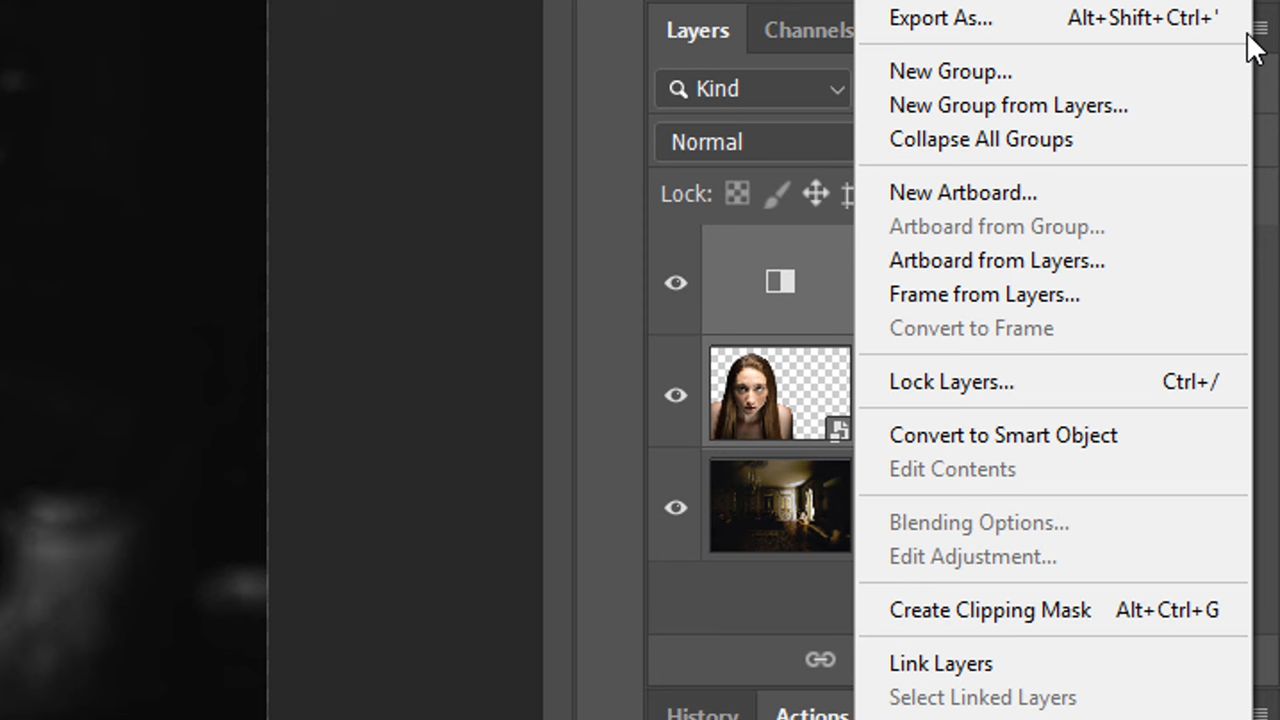 Layers Channels
Kind
Normal
Lock:
Export As... Alt+Shift+Ctrl+'
New Group...
New Group from Layers...
Collapse All Groups
New Artboard...
Artboard from Group...
Artboard from Layers...
Frame from Layers...
Convert to Frame
Lock Layers... Ctrl+/
Convert to Smart Object
Edit Contents
Blending Options...
Edit Adjustment...
Create Clipping Mask Alt+Ctrl+G
Link Layers
Select Linked Layers
History Actions